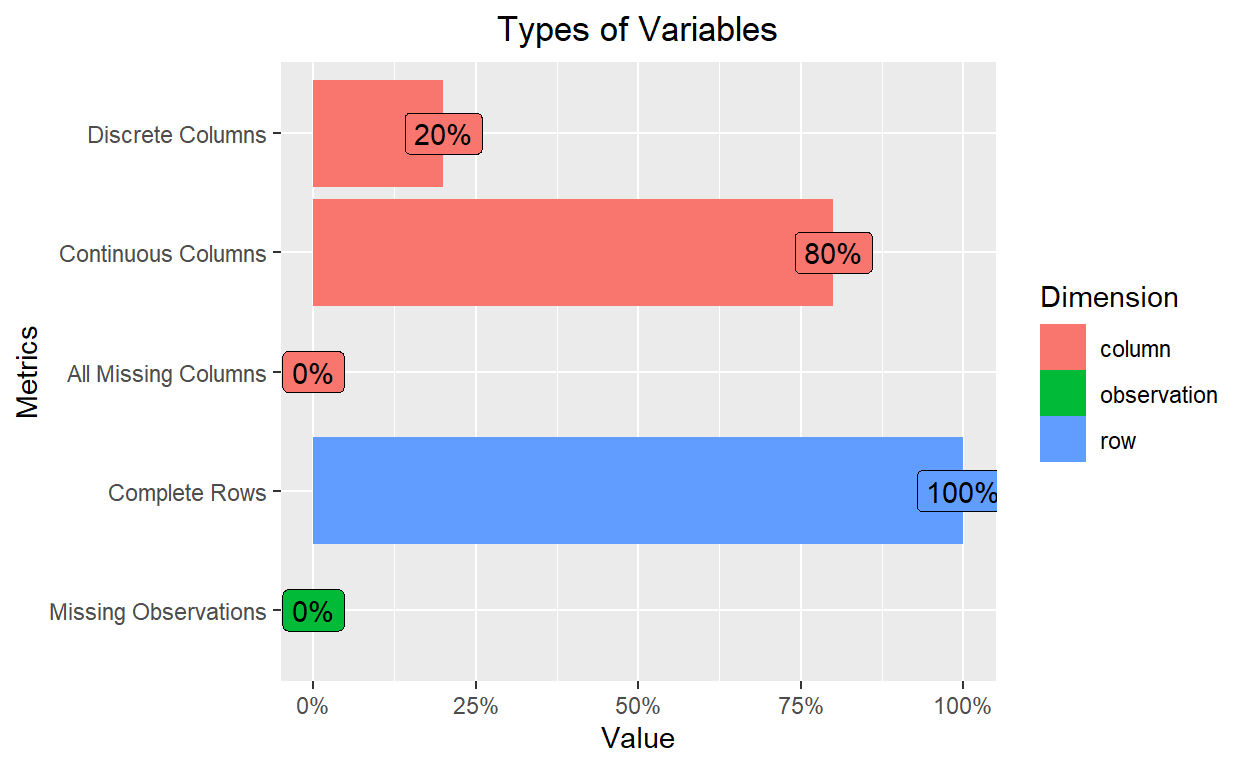 Types of Variables
Metrics
Discrete Columns
20%
Continuous Columns
80%
All Missing Columns
0%
Complete Rows
100%
Missing Observations
0%
0% 25% 50% 75% 100%
Value
Dimension
column
observation
row